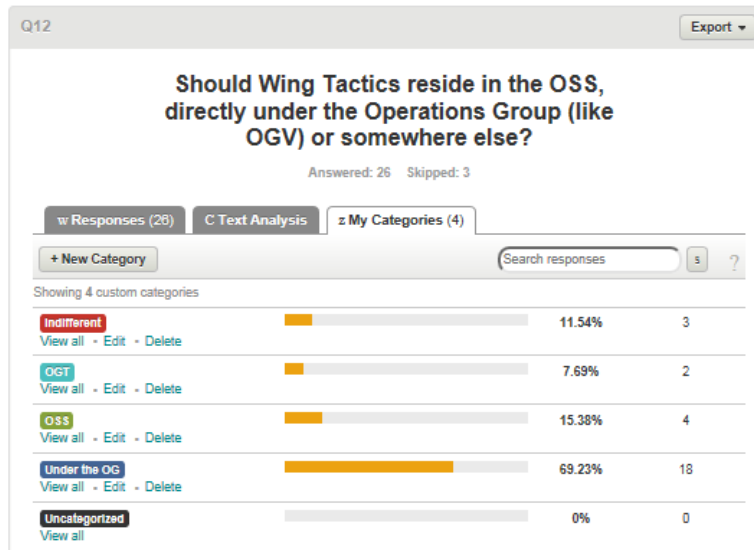 Q12
Export
Should Wing Tactics reside in the OSS,
directly under the Operations Group (like
OGV) or somewhere else?
Answered: 26 Skipped: 3
w Responses (26) C Text Analysis z My Categories (4)
+ New Category Search responses s ?
Showing 4 custom categories
Indifferent 11.54% 3
View all - Edit - Delete
OGT 7.69% 2
View all - Edit - Delete
OSS 15.38% 4
View all - Edit - Delete
Under the OG 69.23% 18
View all - Edit - Delete
Uncategorized 0% 0
View all